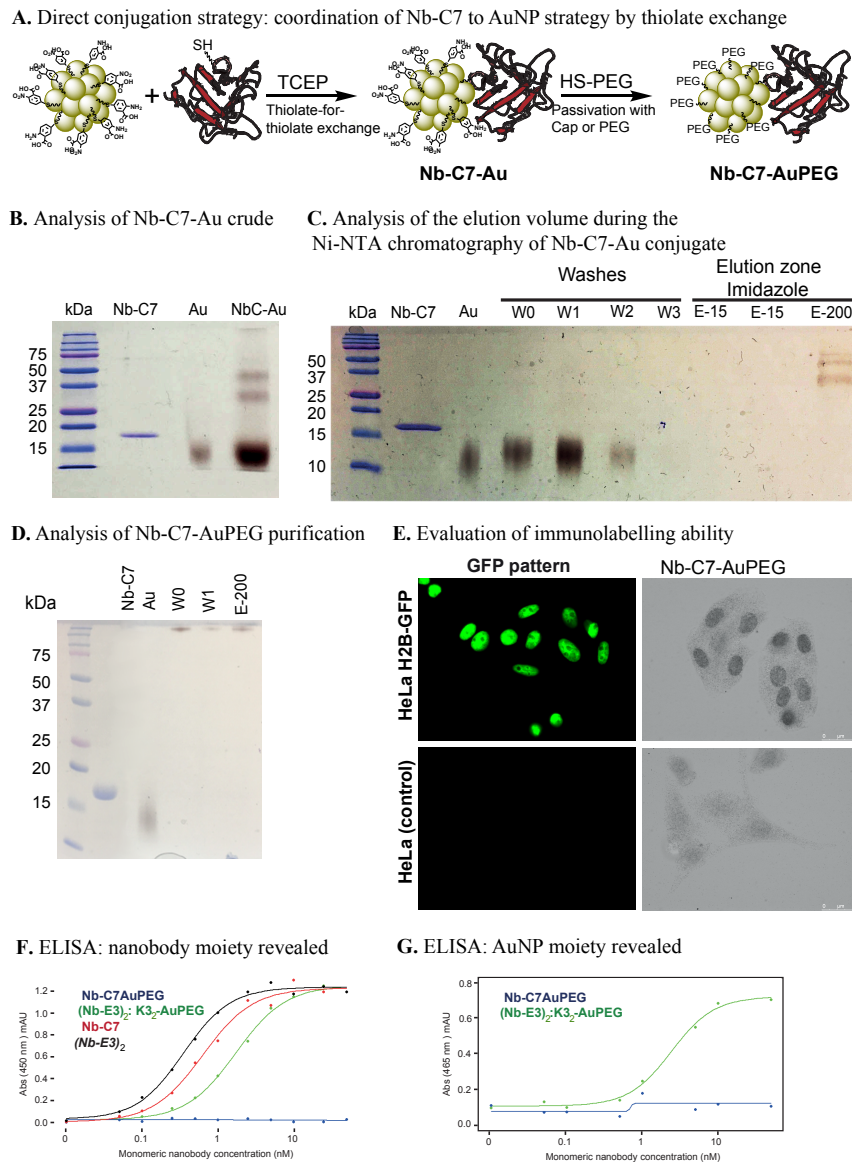 A. Direct conjugation strategy: coordination of Nb-C7 to AuNP strategy by thiolate exchange
SH
TCEP
Thiolate-for-
thiolate exchange
HS-PEG
Passivation with
Cap or PEG
PEG PEG PEG PEG PEG PEG PEG PEG PEG
Nb-C7-Au
Nb-C7-AuPEG
B. Analysis of Nb-C7-Au crude
kDa Nb-C7 Au NbC-Au
75
50
37
25
20
15
C. Analysis of the elution volume during the
Ni-NTA chromatography of Nb-C7-Au conjugate
Washes
Elution zone
Imidazole
kDa Nb-C7 Au W0 W1 W2 W3 E-15 E-15 E-200
50
37
25
20
15
10
D. Analysis of Nb-C7-AuPEG purification
kDa Nb-C7 Au W0 W1 E-200
75
50
37
25
20
15
E. Evaluation of immunolabelling ability
GFP pattern Nb-C7-AuPEG
HeLa H2B-GFP
HeLa (control)
F. ELISA: nanobody moiety revealed
Nb-C7AuPEG
(Nb-E3)₂: K3₂-AuPEG
Nb-C7
(Nb-E3)₂
Abs (450 nm ) mAU
1.2
1.0
0.8
0.6
0.4
0.2
0.0
0 0.1 1 10
Monomeric nanobody concentration (nM)
G. ELISA: AuNP moiety revealed
Nb-C7AuPEG
(Nb-E3)₂:K3₂-AuPEG
Abs (465 nm ) mAU
0.8
0.6
0.4
0.2
0.0
0 0.1 1 10
Monomeric nanobody concentration (nM)